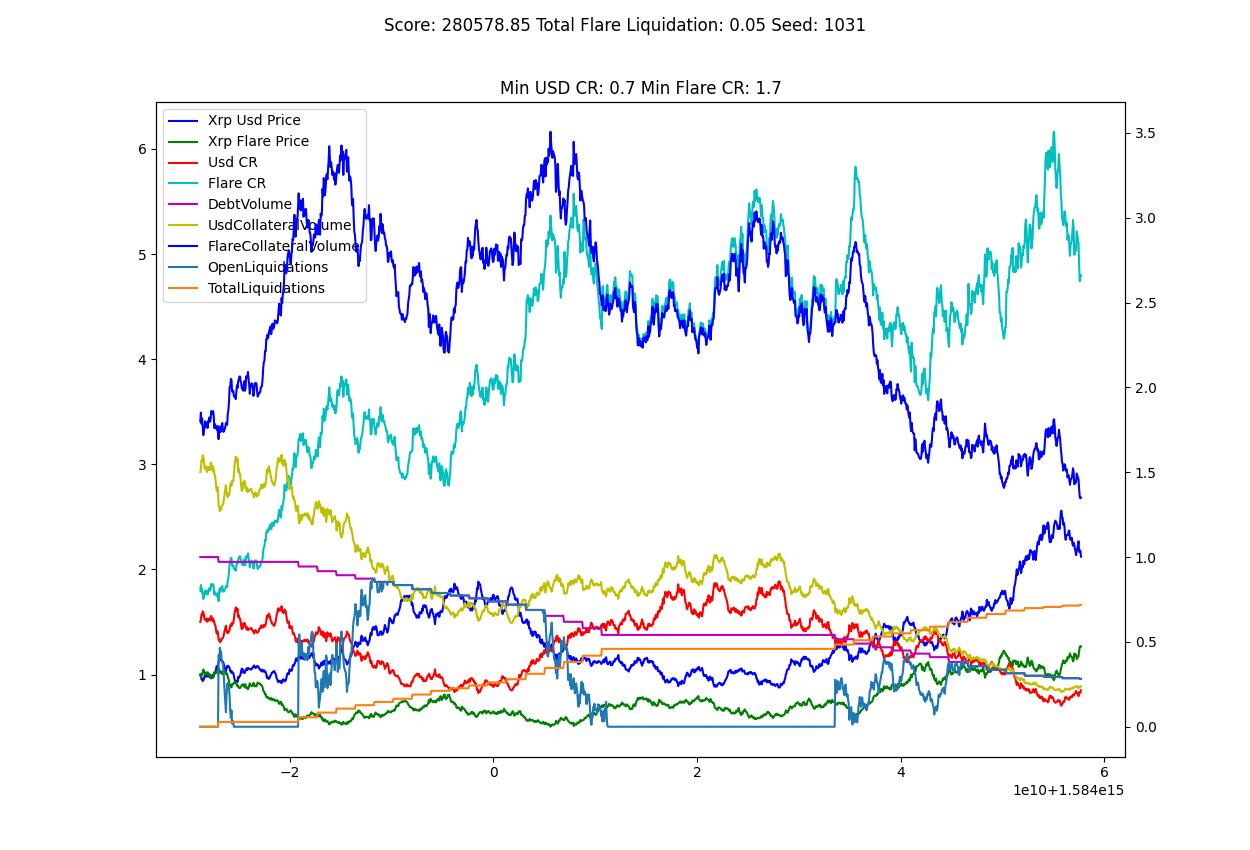 Score: 280578.85 Total Flare Liquidation: 0.05 Seed: 1031
Min USD CR: 0.7 Min Flare CR: 1.7
Xrp Usd Price
Xrp Flare Price
Usd CR
Flare CR
DebtVolume
UsdCollateralVolume
FlareCollateralVolume
OpenLiquidations
TotalLiquidations
6
5
4
3
2
1
3.5
3.0
2.5
2.0
1.5
1.0
0.5
0.0
−2 0 2 4 6
1e10+1.584e15